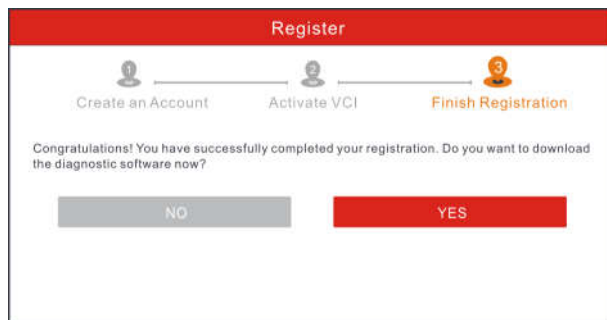 Register
1
2
3
Create an Account
Activate VCI
Finish Registration
Congratulations! You have successfully completed your registration. Do you want to download
the diagnostic software now?
NO
YES